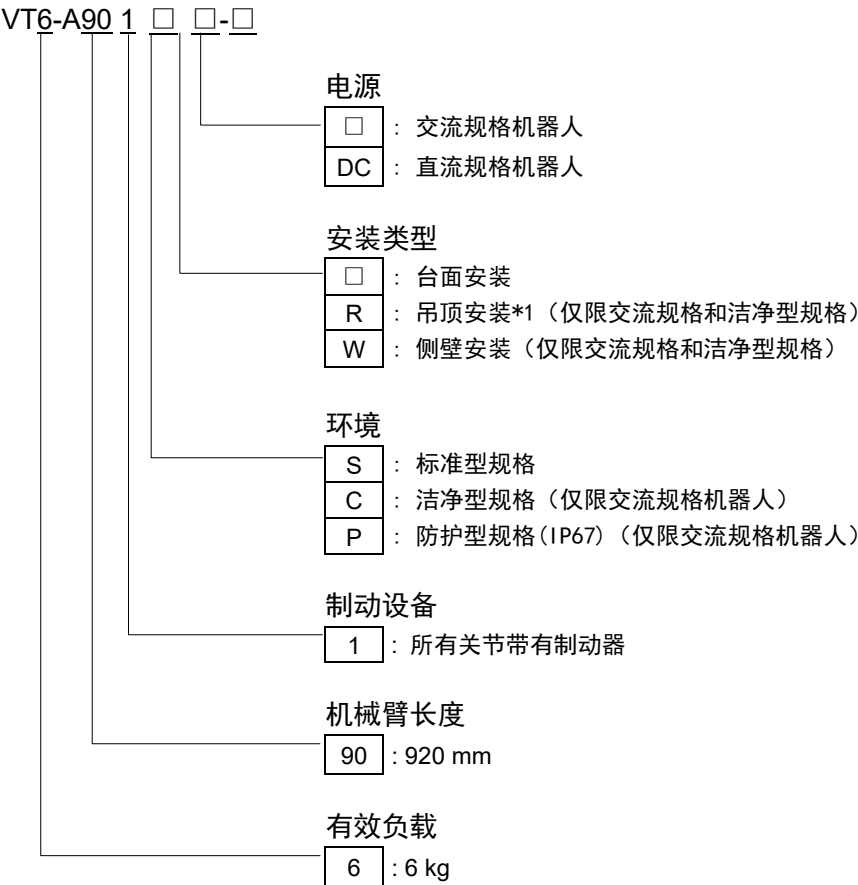 VT6-A90 1 □ □-□
电源
□ : 交流规格机器人
DC : 直流规格机器人
安装类型
□ : 台面安装
R : 吊顶安装*1（仅限交流规格和洁净型规格）
W : 侧壁安装（仅限交流规格和洁净型规格）
环境
S : 标准型规格
C : 洁净型规格（仅限交流规格机器人）
P : 防护型规格(IP67)（仅限交流规格机器人）
制动设备
1 : 所有关节带有制动器
机械臂长度
90 : 920 mm
有效负载
6 : 6 kg